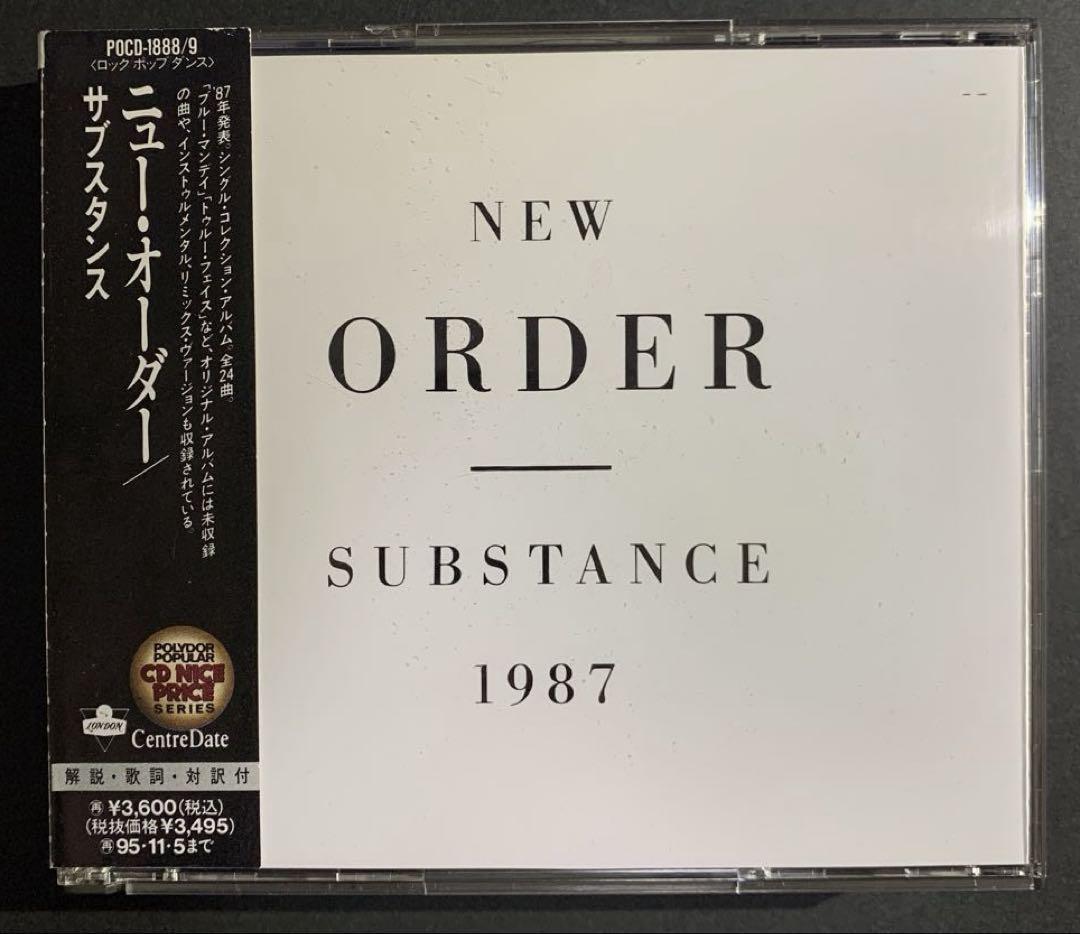 POCD-1888/9
〈ロック ポップ ダンス〉
ニュー・オーダー/
サブスタンス
'87年発表。シングル・コレクション・アルバム。全24曲。
「ブルー・マンデイ」「トゥルー・フェイス」など、オリジナル・アルバムには未収録
の曲や、インストゥルメンタル、リミックス・ヴァージョンも収録されている。
POLYDOR
POPULAR
CD NICE
PRICE
SERIES
LONDON
CentreDate
解説・歌詞・対訳付
再 ¥3,600(税込)
(税抜価格¥3,495)
再 95・11・5まで
NEW
ORDER
SUBSTANCE
1987